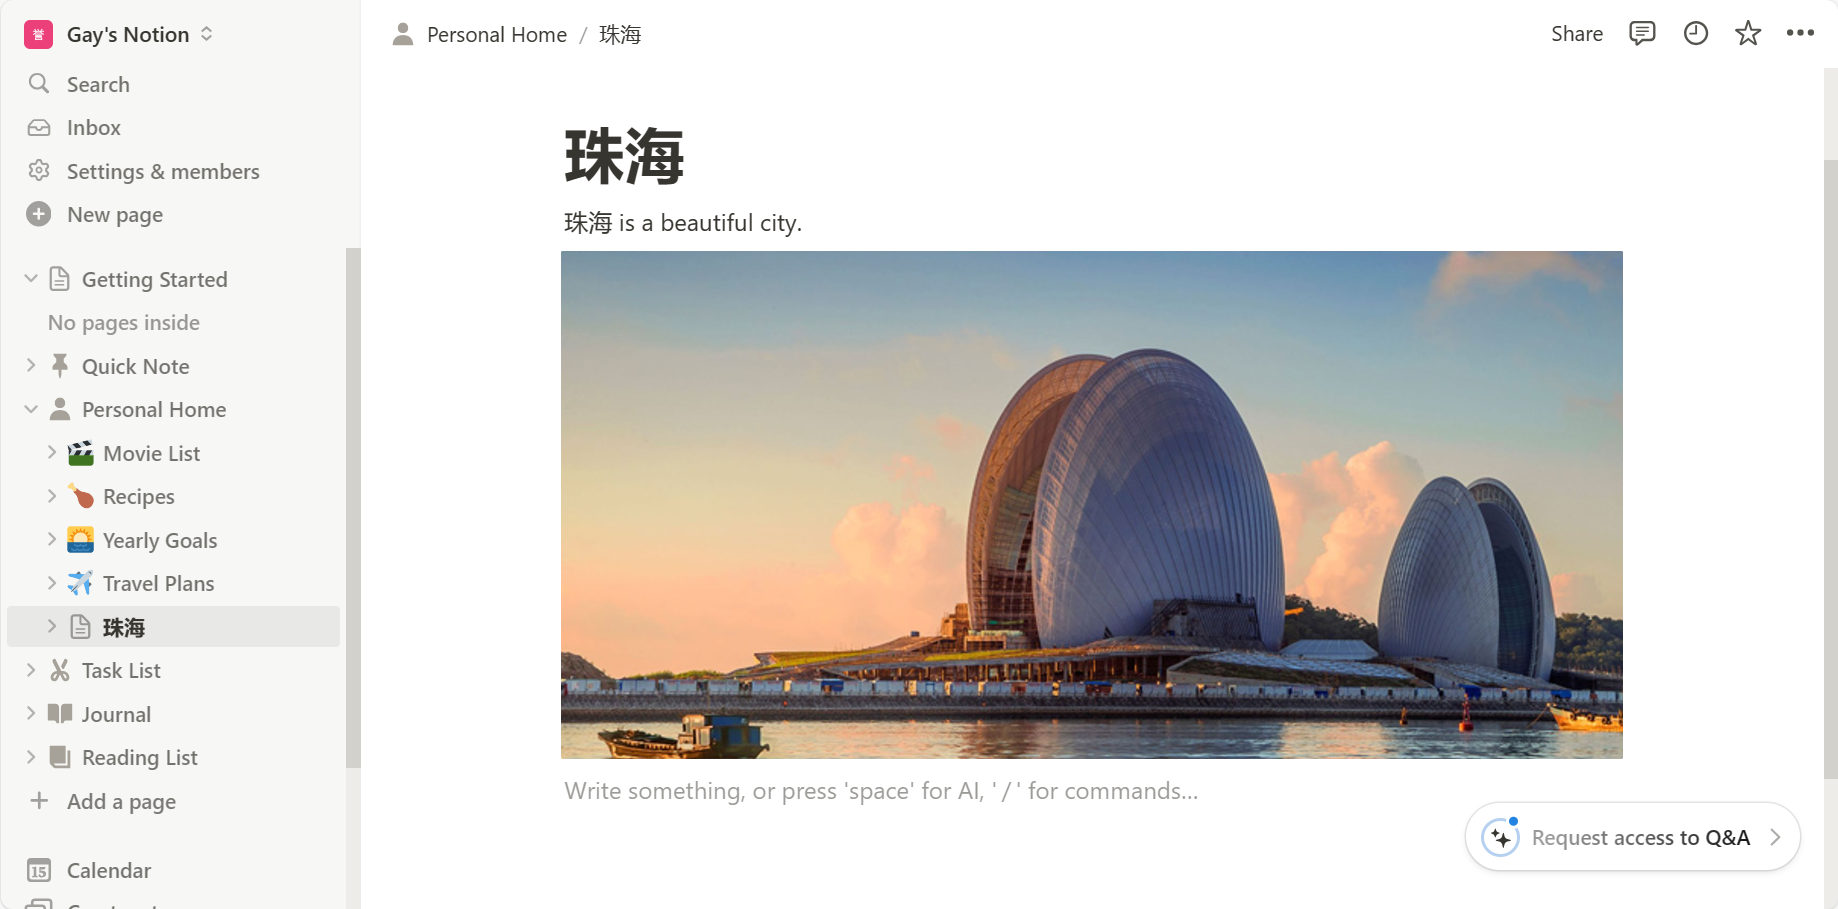 誉 Gay's Notion
Search
Inbox
Settings & members
New page
Getting Started
No pages inside
Quick Note
Personal Home
Movie List
Recipes
Yearly Goals
Travel Plans
珠海
Task List
Journal
Reading List
Add a page
15 Calendar
Personal Home / 珠海
Share
珠海
珠海 is a beautiful city.
Write something, or press 'space' for AI, '/' for commands...
Request access to Q&A